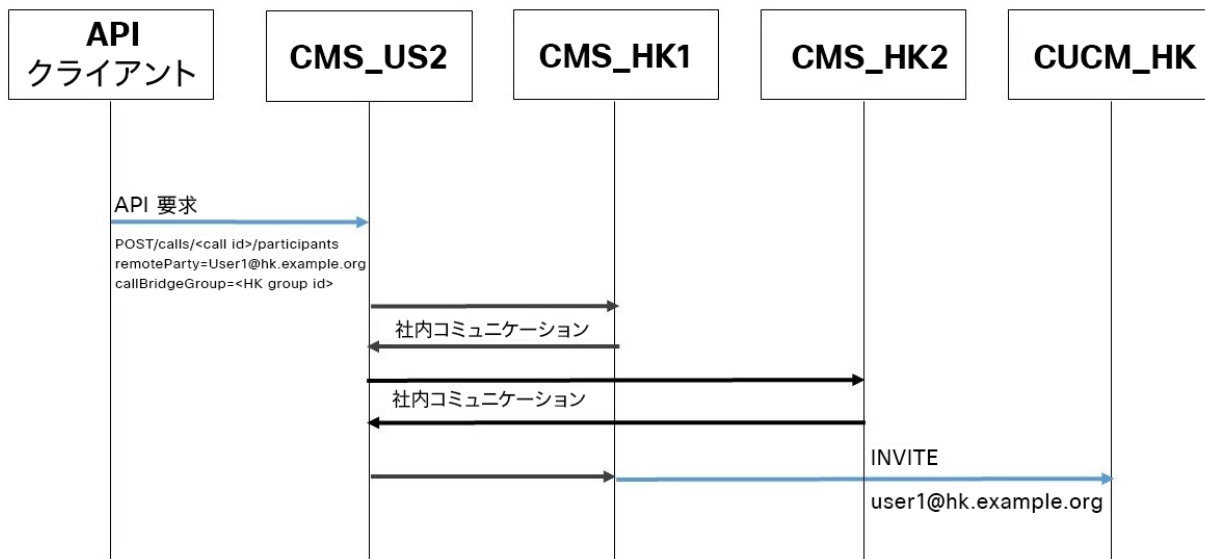 API
クライアント
CMS_US2
CMS_HK1
CMS_HK2
CUCM_HK
API 要求
POST/calls/<call id>/participants
remoteParty=User1@hk.example.org
callBridgeGroup=<HK group id>
社内コミュニケーション
社内コミュニケーション
INVITE
user1@hk.example.org